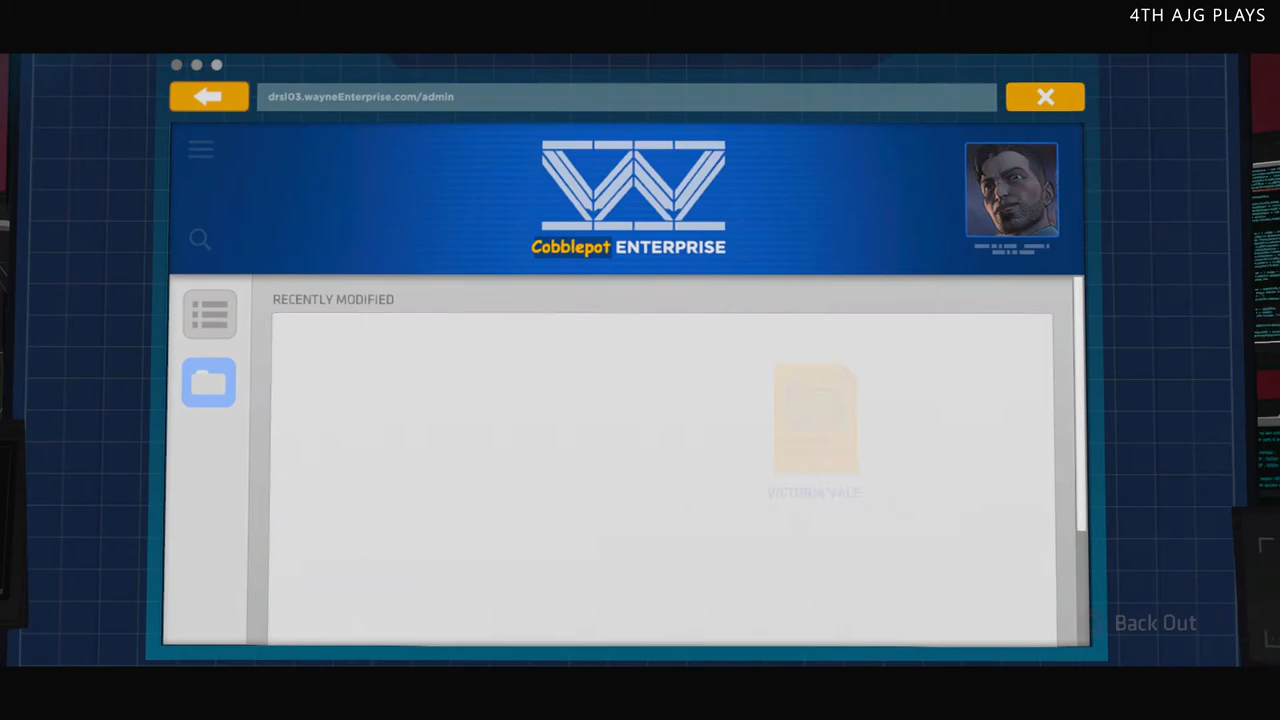 4TH AJG PLAYS
drsl03.wayneEnterprise.com/admin
Cobblepot ENTERPRISE
RECENTLY MODIFIED
VICTORIA VALE
Back Out